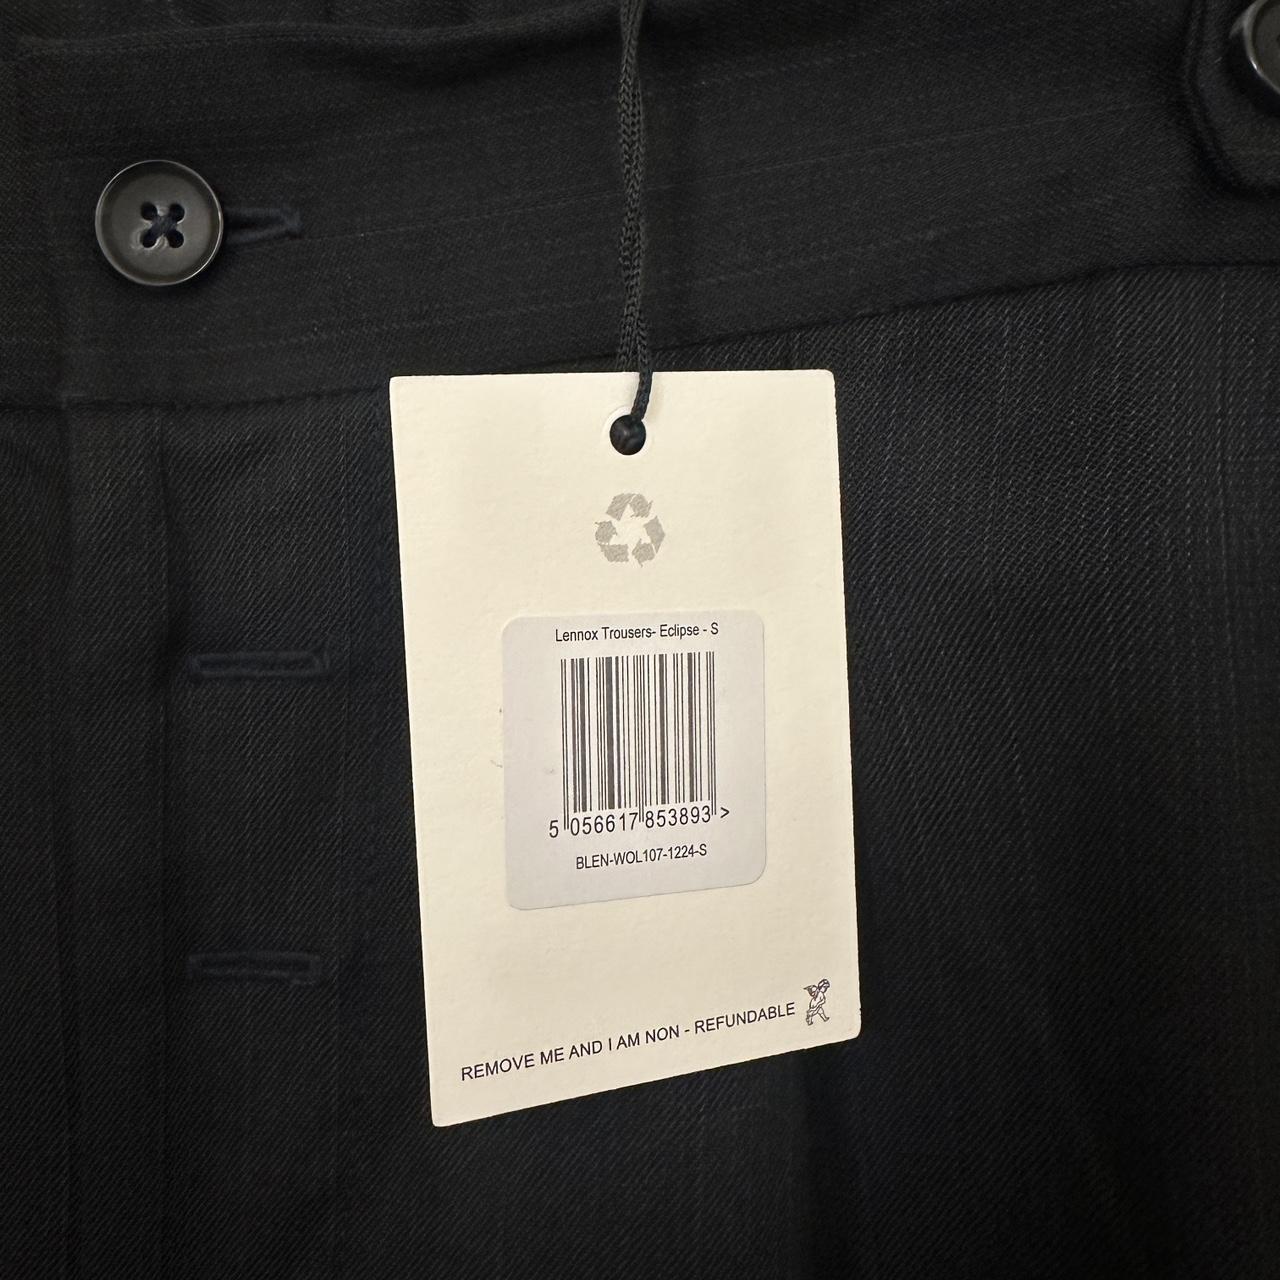 Lennox Trousers- Eclipse - S
5 056617 853893 >
BLEN-WOL107-1224-S
REMOVE ME AND I AM NON - REFUNDABLE